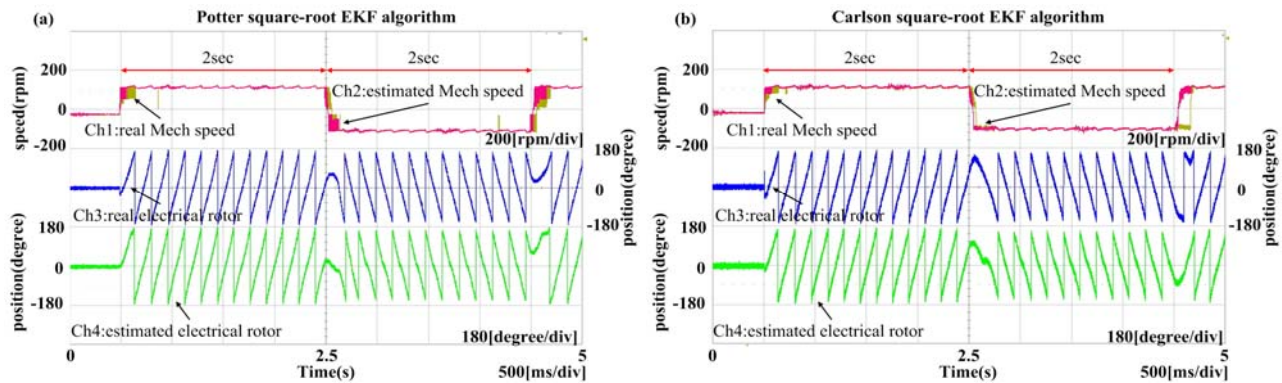 (a)
Potter square-root EKF algorithm
2sec
2sec
200
0
-200
speed(rpm)
Ch2:estimated Mech speed
Ch1:real Mech speed
200[rpm/div]
180
0
-180
position(degree)
Ch3:real electrical rotor
180
0
-180
position(degree)
Ch4:estimated electrical rotor
180[degree/div]
0
2.5
5
Time(s)
500[ms/div]
(b)
Carlson square-root EKF algorithm
2sec
2sec
200
0
-200
speed(rpm)
Ch2:estimated Mech speed
Ch1:real Mech speed
200[rpm/div]
180
0
-180
position(degree)
Ch3:real electrical rotor
180
0
-180
position(degree)
Ch4:estimated electrical rotor
180[degree/div]
0
2.5
5
Time(s)
500[ms/div]